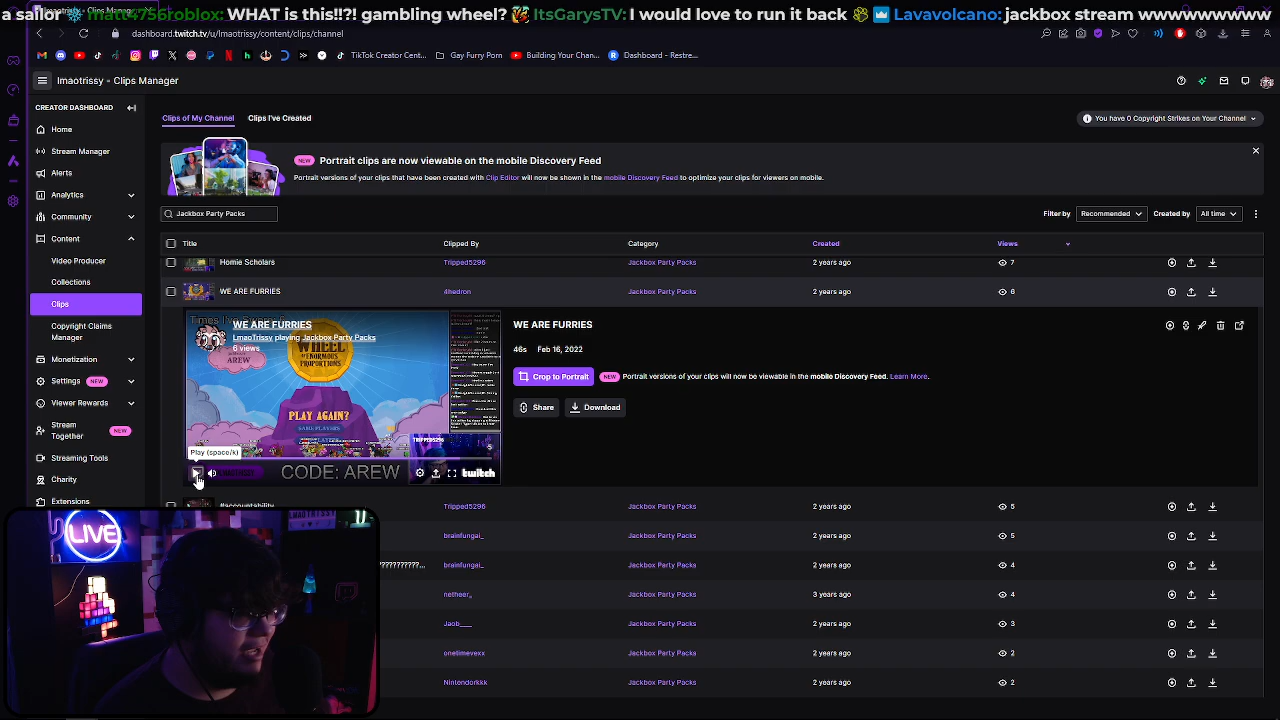 a sailor matt4756roblox: WHAT is this!!?! gambling wheel? ItsGarysTV: I would love to run it back Lavavolcano: jackbox stream wwwwwwwww
dashboard.twitch.tv/u/lmaotrissy/content/clips/channel
TikTok Creator Cent...
Gay Furry Porn
Building Your Chan...
Dashboard - Restre...
lmaotrissy - Clips Manager
CREATOR DASHBOARD
Clips of My Channel
Clips I've Created
You have 0 Copyright Strikes on Your Channel
Home
Stream Manager
Alerts
Analytics
Community
Content
Video Producer
Collections
Clips
Copyright Claims Manager
Monetization
Settings NEW
Viewer Rewards
Stream Together NEW
Streaming Tools
Charity
Extensions
NEW Portrait clips are now viewable on the mobile Discovery Feed
Portrait versions of your clips that have been created with Clip Editor will now be shown in the mobile Discovery Feed to optimize your clips for viewers on mobile.
Jackbox Party Packs
Filter by Recommended Created by All time
Title Clipped By Category Created Views
Homie Scholars Tripped5296 Jackbox Party Packs 2 years ago 7
WE ARE FURRIES 4hedron Jackbox Party Packs 2 years ago 6
WE ARE FURRIES
LmaoTrissy playing Jackbox Party Packs
6 views
AREW
WHEEL
of ENORMOUS
PROPORTIONS
PLAY AGAIN?
SAME PLAYERS
TRIPPED5296
Play (space/k)
CODE: AREW
twitch
WE ARE FURRIES
46s Feb 16, 2022
Crop to Portrait NEW Portrait versions of your clips will now be viewable in the mobile Discovery Feed. Learn More.
Share Download
#accountability Tripped5296 Jackbox Party Packs 2 years ago 5
brainfungai_ Jackbox Party Packs 2 years ago 5
????????????... brainfungai_ Jackbox Party Packs 2 years ago 4
Jackbox Party Packs 3 years ago 4
Jaob___ Jackbox Party Packs 2 years ago 3
onetimevexx Jackbox Party Packs 2 years ago 2
Nintendorkkk Jackbox Party Packs 2 years ago 2
LIVE